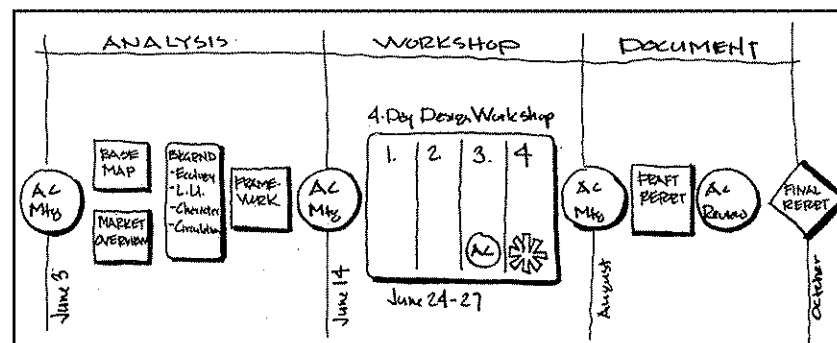 ANALYSIS
WORKSHOP
DOCUMENT
AC
Mtg
BASE
MAP
MARKET
OVERVIEW
BKGRND
-Ecology
-L.U.
-Character
-Circulation
FRAME-
WORK
AC
Mtg
4-Day Design Workshop
1.
2.
3.
4
AC
AC
Mtg
DRAFT
REPORT
AC
Review
FINAL
REPORT
June 3
June 14
June 24-27
August
October